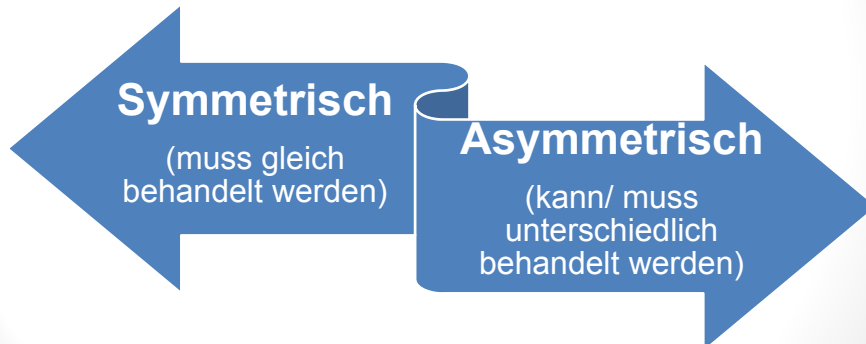 Symmetrisch
(muss gleich
behandelt werden)
Asymmetrisch
(kann/ muss
unterschiedlich
behandelt werden)